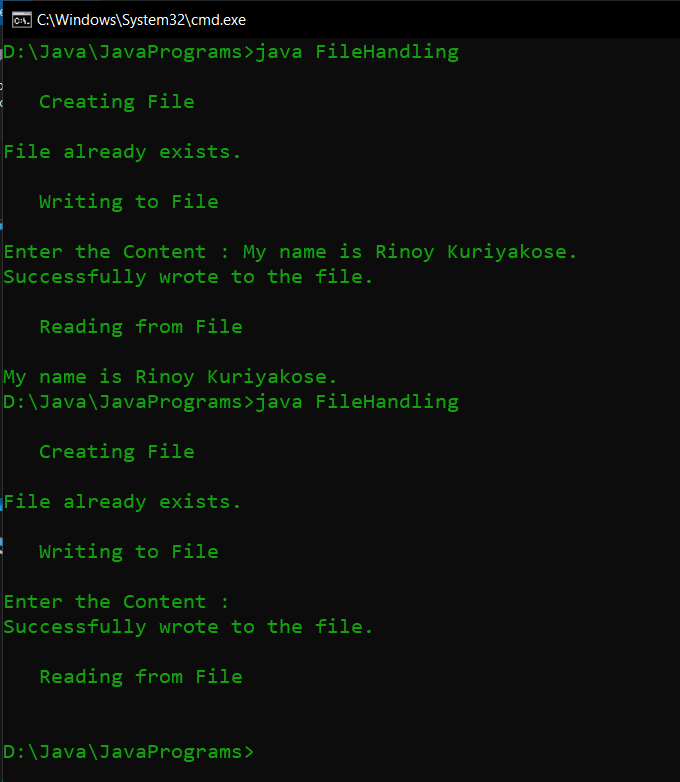 C:\Windows\System32\cmd.exe
D:\Java\JavaPrograms>java FileHandling
Creating File
File already exists.
Writing to File
Enter the Content : My name is Rinoy Kuriyakose.
Successfully wrote to the file.
Reading from File
My name is Rinoy Kuriyakose.
D:\Java\JavaPrograms>java FileHandling
Creating File
File already exists.
Writing to File
Enter the Content :
Successfully wrote to the file.
Reading from File
D:\Java\JavaPrograms>